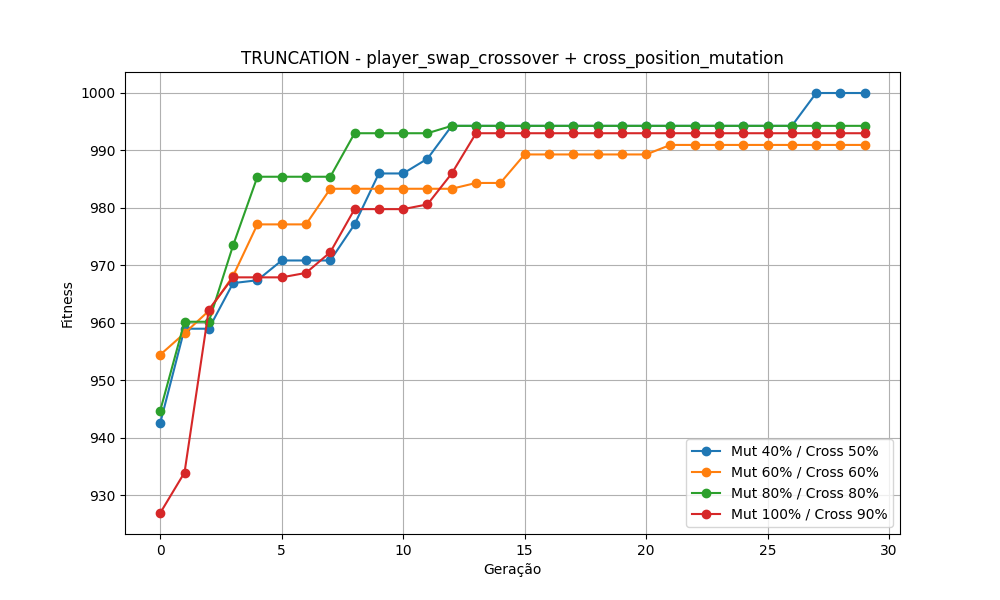 TRUNCATION - player_swap_crossover + cross_position_mutation
1000
990
980
970
960
950
940
930
Fitness
0
5
10
15
20
25
30
Geração
Mut 40% / Cross 50%
Mut 60% / Cross 60%
Mut 80% / Cross 80%
Mut 100% / Cross 90%